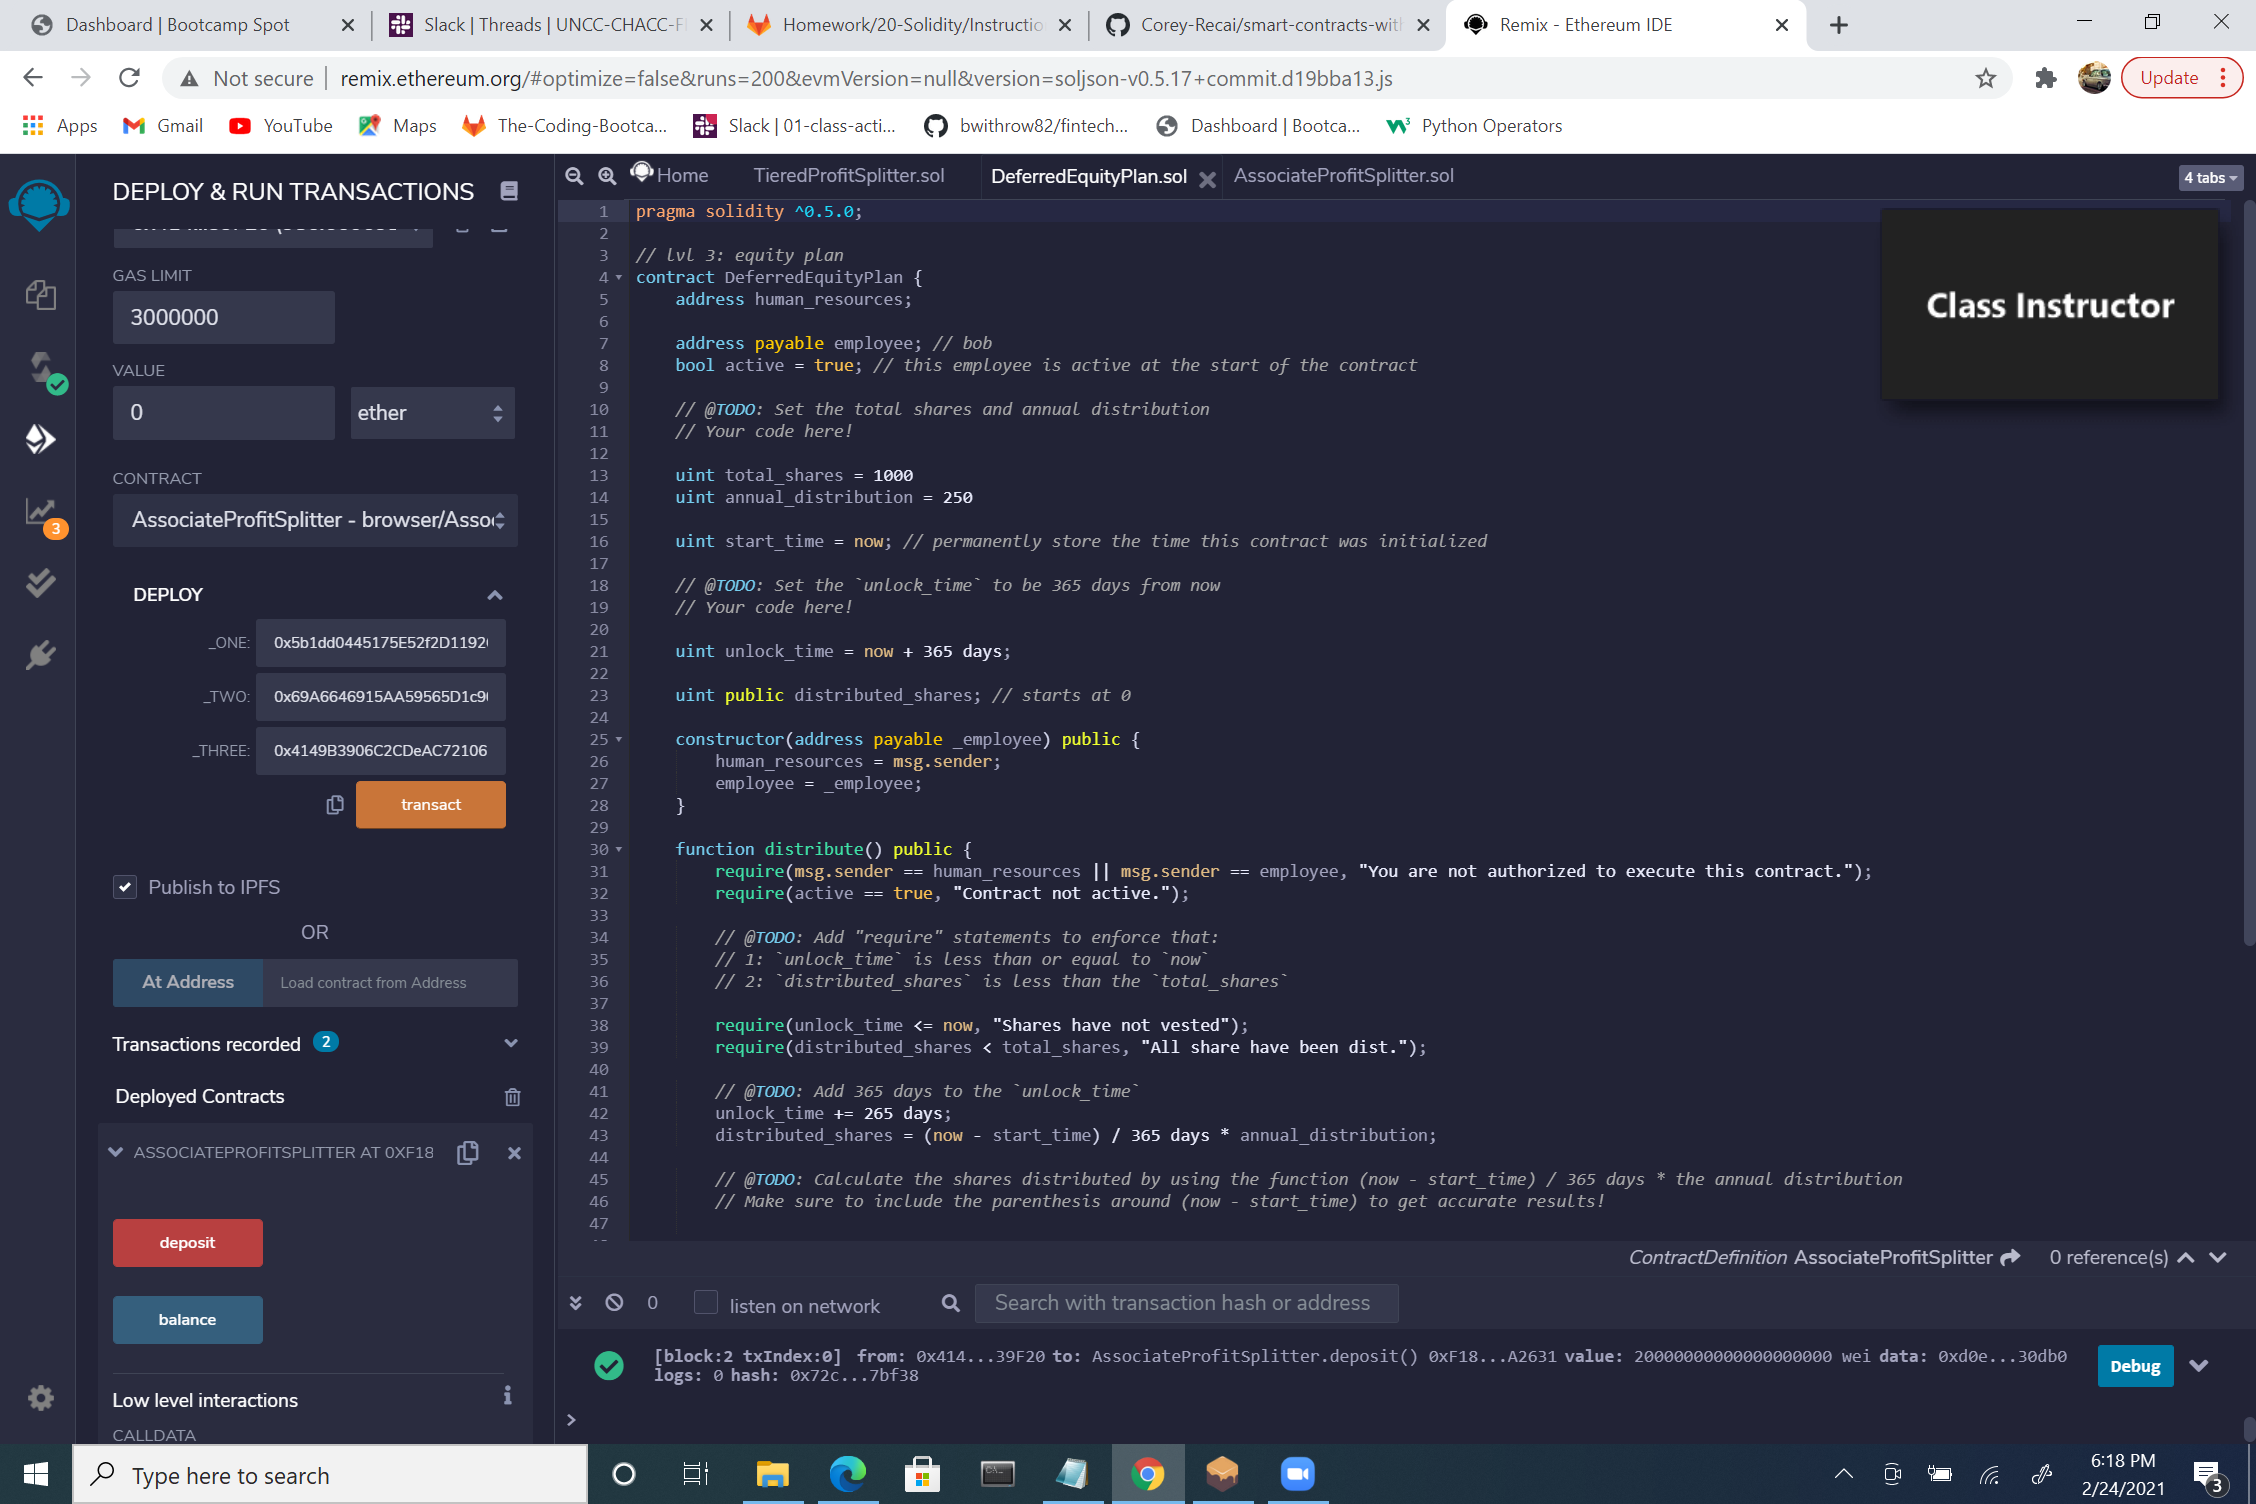 Dashboard | Bootcamp Spot
Slack | Threads | UNCC-CHACC-FI
Homework/20-Solidity/Instructio
Corey-Recai/smart-contracts-wit
Remix - Ethereum IDE
Not secure
remix.ethereum.org/#optimize=false&runs=200&evmVersion=null&version=soljson-v0.5.17+commit.d19bba13.js
Update
Apps
Gmail
YouTube
Maps
The-Coding-Bootca...
Slack | 01-class-acti...
bwithrow82/fintech...
Dashboard | Bootca...
Python Operators
DEPLOY & RUN TRANSACTIONS
GAS LIMIT
3000000
VALUE
0
ether
CONTRACT
AssociateProfitSplitter - browser/Assoc
3
DEPLOY
_ONE:
0x5b1dd0445175E52f2D1192
_TWO:
0x69A6646915AA59565D1c9
_THREE:
0x4149B3906C2CDeAC72106
transact
Publish to IPFS
OR
At Address
Load contract from Address
Transactions recorded 2
Deployed Contracts
ASSOCIATEPROFITSPLITTER AT 0XF18
deposit
balance
Low level interactions
CALLDATA
Home
TieredProfitSplitter.sol
DeferredEquityPlan.sol
AssociateProfitSplitter.sol
4 tabs
Class Instructor
1 pragma solidity ^0.5.0;
2
3 // lvl 3: equity plan
4 contract DeferredEquityPlan {
5 address human_resources;
6
7 address payable employee; // bob
8 bool active = true; // this employee is active at the start of the contract
9
10 // @TODO: Set the total shares and annual distribution
11 // Your code here!
12
13 uint total_shares = 1000
14 uint annual_distribution = 250
15
16 uint start_time = now; // permanently store the time this contract was initialized
17
18 // @TODO: Set the `unlock_time` to be 365 days from now
19 // Your code here!
20
21 uint unlock_time = now + 365 days;
22
23 uint public distributed_shares; // starts at 0
24
25 constructor(address payable _employee) public {
26 human_resources = msg.sender;
27 employee = _employee;
28 }
29
30 function distribute() public {
31 require(msg.sender == human_resources || msg.sender == employee, "You are not authorized to execute this contract.");
32 require(active == true, "Contract not active.");
33
34 // @TODO: Add "require" statements to enforce that:
35 // 1: `unlock_time` is less than or equal to `now`
36 // 2: `distributed_shares` is less than the `total_shares`
37
38 require(unlock_time <= now, "Shares have not vested");
39 require(distributed_shares < total_shares, "All share have been dist.");
40
41 // @TODO: Add 365 days to the `unlock_time`
42 unlock_time += 265 days;
43 distributed_shares = (now - start_time) / 365 days * annual_distribution;
44
45 // @TODO: Calculate the shares distributed by using the function (now - start_time) / 365 days * the annual distribution
46 // Make sure to include the parenthesis around (now - start_time) to get accurate results!
47
ContractDefinition AssociateProfitSplitter
0 reference(s)
0
listen on network
Search with transaction hash or address
[block:2 txIndex:0] from: 0x414...39F20 to: AssociateProfitSplitter.deposit() 0xF18...A2631 value: 20000000000000000000 wei data: 0xd0e...30db0
logs: 0 hash: 0x72c...7bf38
Debug
>
Type here to search
6:18 PM
2/24/2021
3